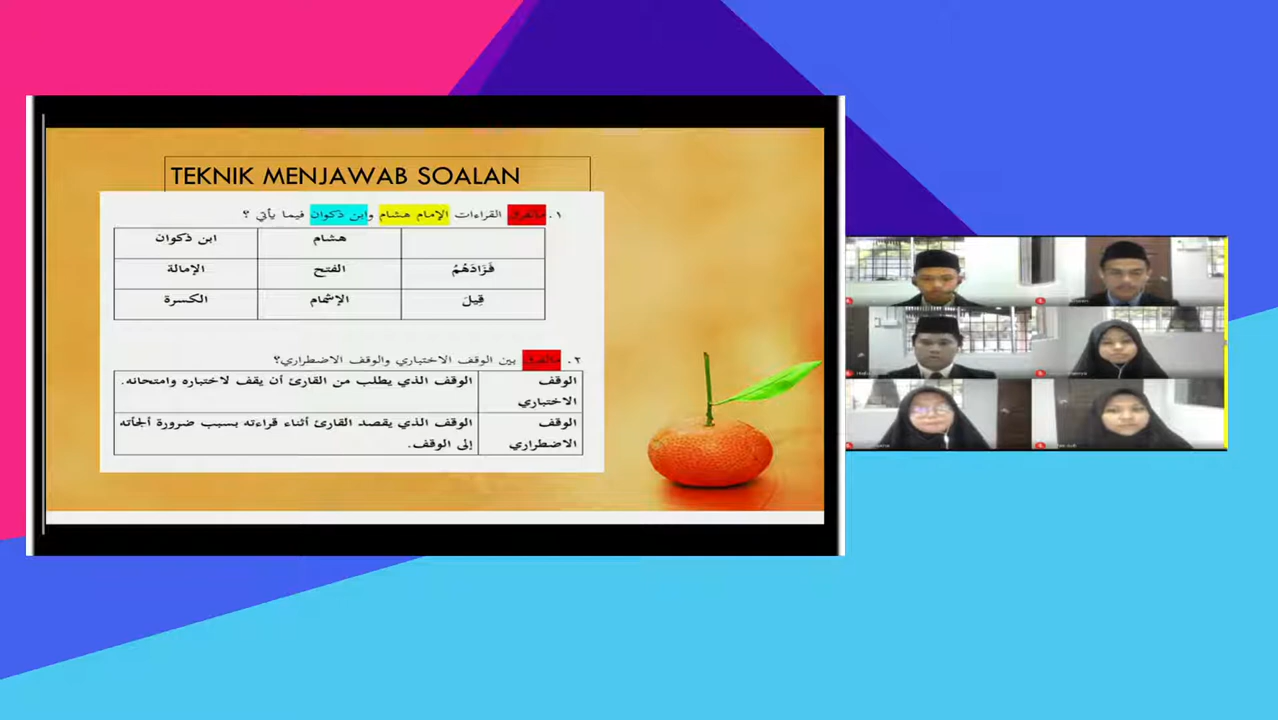 TEKNIK MENJAWAB SOALAN
١. مالفرق القراءات الإمام هشام وابن ذكوان فيما يأتي ؟
هشام ابن ذكوان
فَزَادَهُمُ الفتح الإمالة
قِيلَ الإشمام الكسرة
٢. مالفرق بين الوقف الاختباري والوقف الاضطراري؟
الوقف الذي يطلب من القارئ أن يقف لاختباره وامتحانه.
الوقف
الاختباري
الوقف الذي يقصد القارئ أثناء قراءته بسبب ضرورة ألجأته
إلى الوقف.
الوقف
الاضطراري